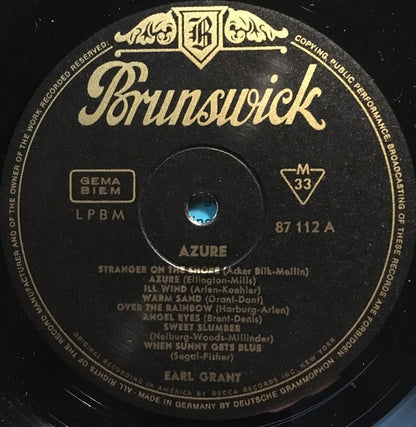 B
Brunswick
GEMA
BIEM
LPBM
M
33
87 112 A
AZURE
STRANGER ON THE SHORE (Acker Bilk-Mellin)
AZURE (Ellington-Mills)
ILL WIND (Arlen-Koehler)
WARM SAND (Grant-Dani)
OVER THE RAINBOW (Harburg-Arlen)
ANGEL EYES (Brent-Denis)
SWEET SLUMBER
(Neiburg-Woods-Millinder)
WHEN SUNNY GETS BLUE
(Segal-Fisher)
EARL GRANT
ORIGINAL RECORDING IN AMERICA BY DECCA RECORDS INC., NEW YORK
ALL RIGHTS OF THE RECORD MANUFACTURER AND OF THE OWNER OF THE WORK RECORDED RESERVED. COPYING, PUBLIC PERFORMANCE, BROADCASTING OF THESE RECORDS ARE FORBIDDEN.
MADE IN GERMANY BY DEUTSCHE GRAMMOPHON